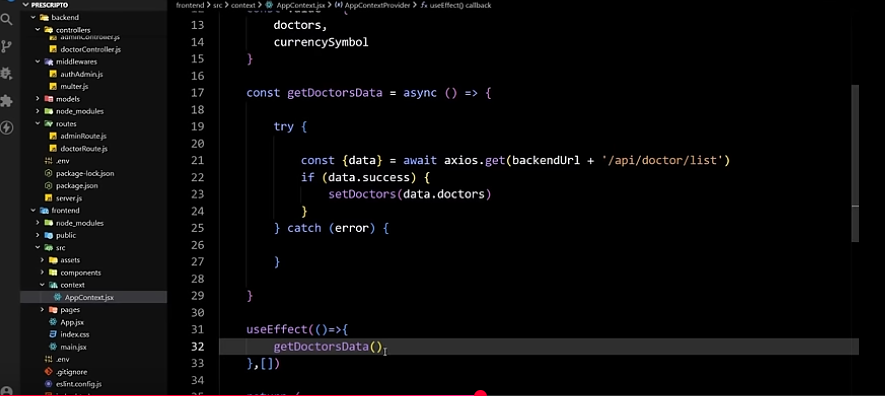 PRESCRIPTO
backend
controllers
adminController.js
doctorController.js
middlewares
authAdmin.js
multer.js
models
node_modules
routes
adminRoute.js
doctorRoute.js
.env
package-lock.json
package.json
server.js
frontend
node_modules
public
src
assets
components
context
AppContext.jsx
pages
App.jsx
index.css
main.jsx
.env
.gitignore
eslint.config.js
frontend > src > context > AppContext.jsx > AppContextProvider > useEffect() callback
13 doctors,
14 currencySymbol
15 }
16
17 const getDoctorsData = async () => {
18
19 try {
20
21 const {data} = await axios.get(backendUrl + '/api/doctor/list')
22 if (data.success) {
23 setDoctors(data.doctors)
24 }
25 } catch (error) {
26
27 }
28
29 }
30
31 useEffect(()=>{
32 getDoctorsData()
33 },[])
34